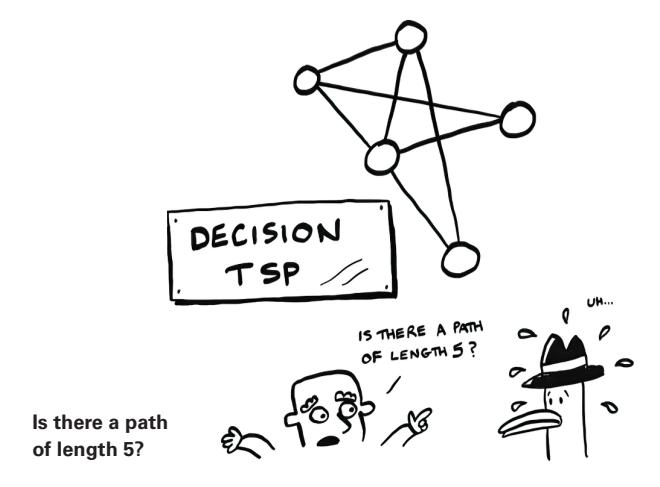 DECISION
TSP
UH...
IS THERE A PATH
OF LENGTH 5?
Is there a path
of length 5?